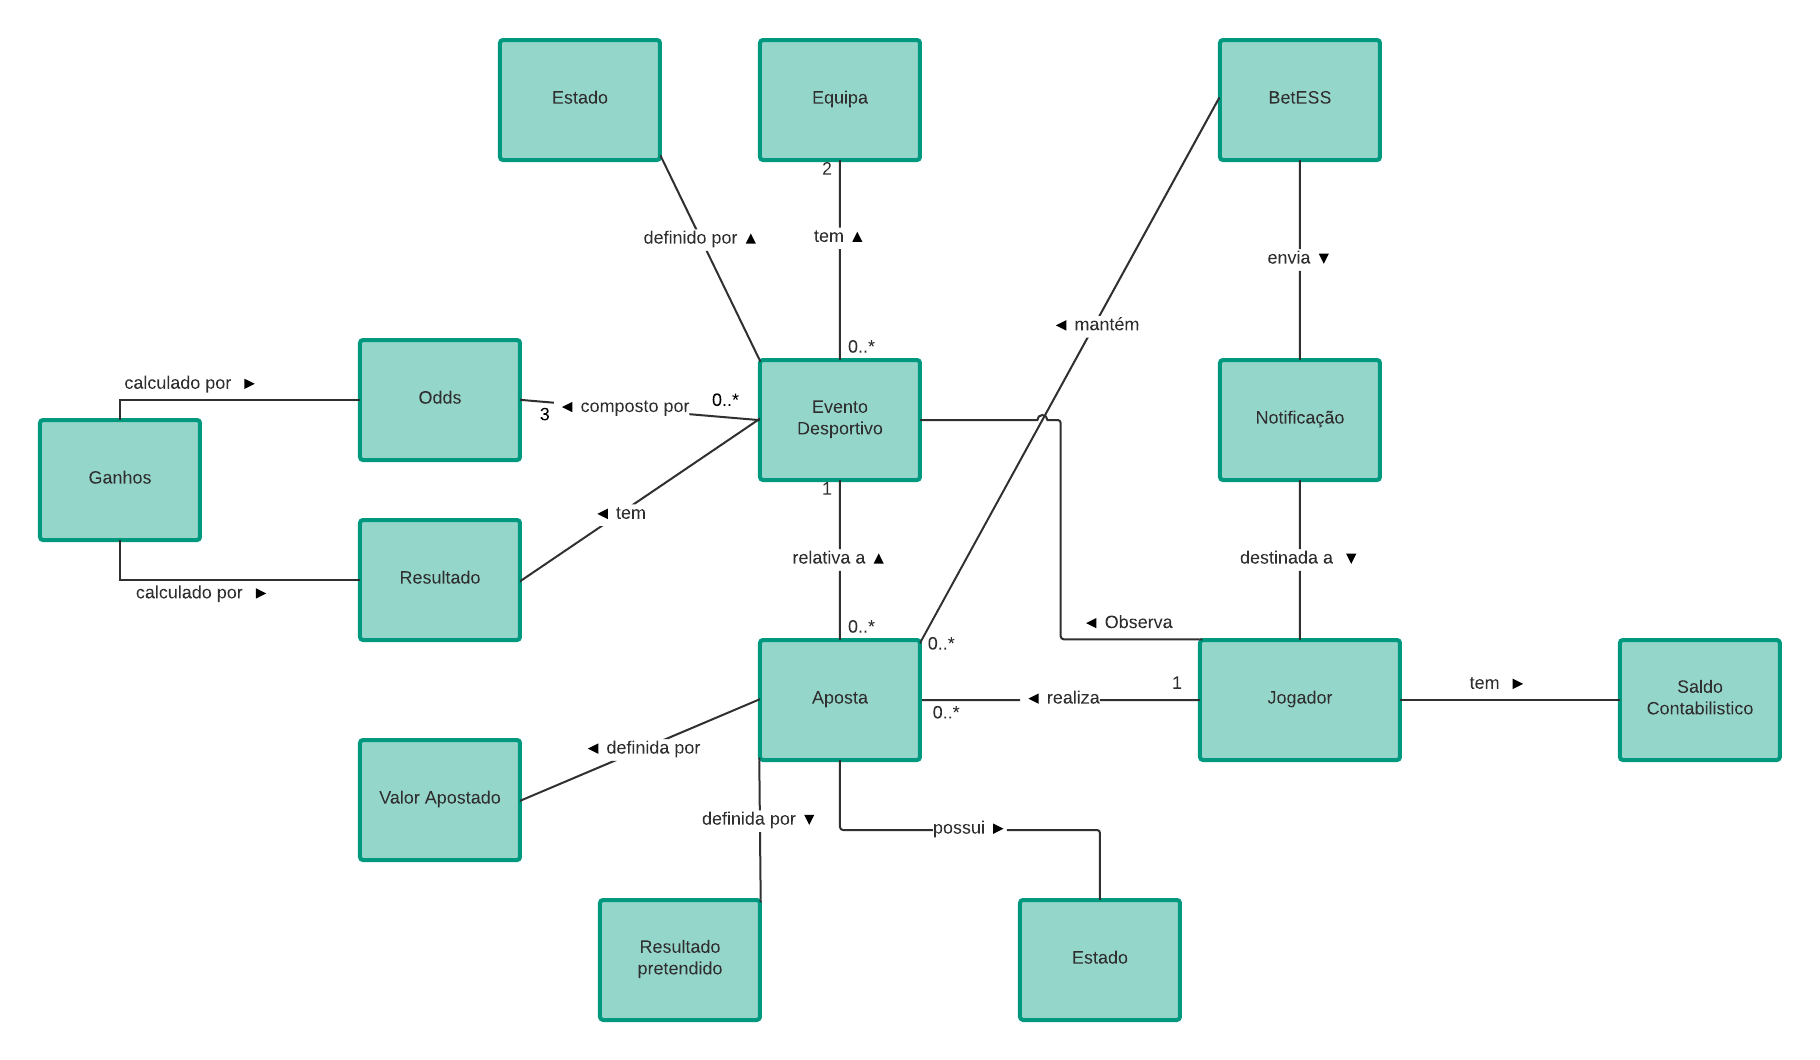 Estado
Equipa
BetESS
2
definido por ▲
tem ▲
envia ▼
◄ mantém
0..*
calculado por ►
Odds
3
◄ composto por
0..*
Evento
Desportivo
Notificação
Ganhos
1
◄ tem
relativa a ▲
destinada a ▼
Resultado
calculado por ►
0..*
0..*
◄ Observa
Aposta
0..*
◄ realiza
1
Jogador
tem ►
Saldo
Contabilistico
◄ definida por
Valor Apostado
definida por ▼
possui ►
Resultado
pretendido
Estado